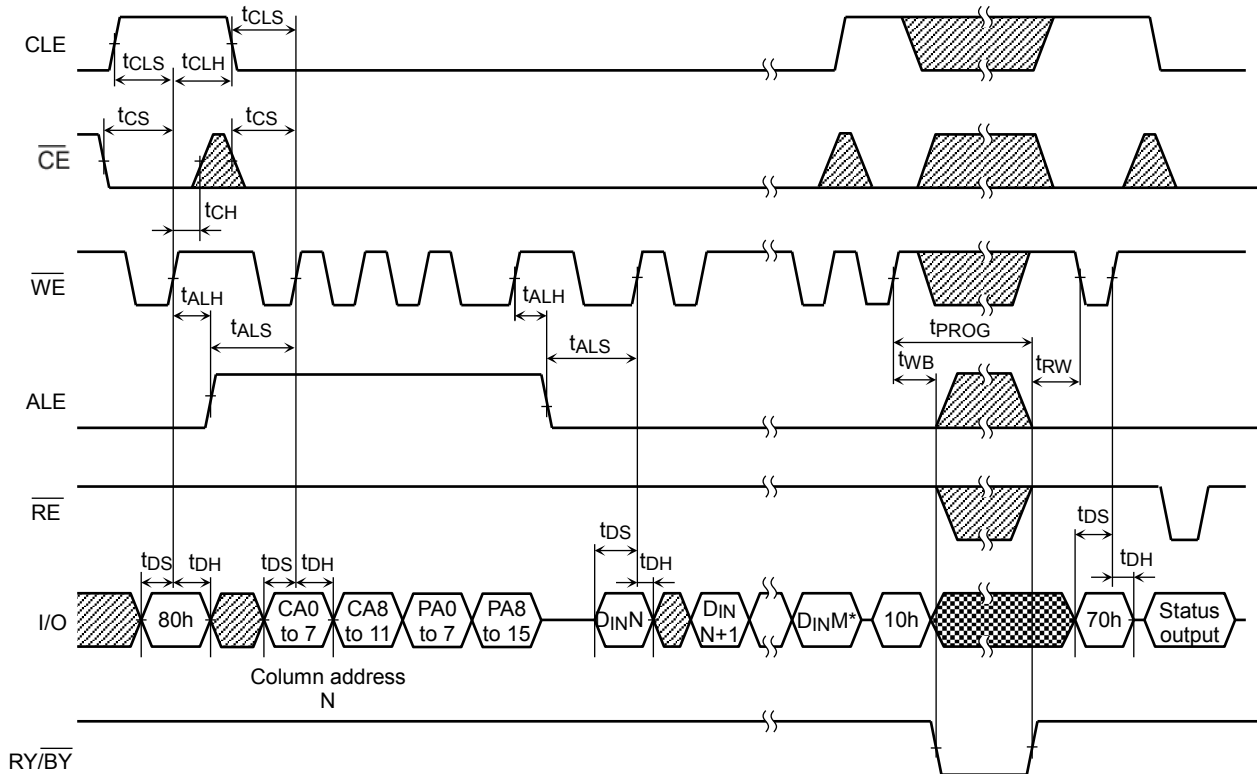 CLE
tCLS
tCLS
tCLH
CE
tCS
tCS
tCH
WE
tALH
tALS
tALH
tALS
tPROG
tWB
tRW
ALE
RE
tDS
tDH
tDS
tDH
tDS
tDH
tDS
tDH
I/O
80h
CA0 to 7
CA8 to 11
PA0 to 7
PA8 to 15
DINN
DIN N+1
DINM*
10h
70h
Status output
Column address
N
RY/BY